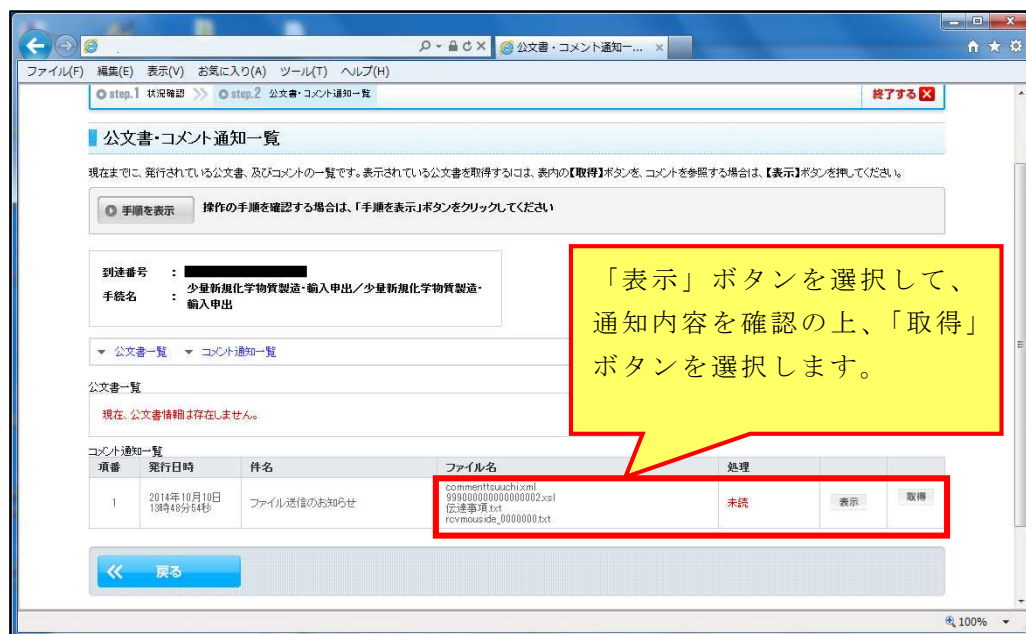 公文書・コメント通知一...
ファイル(F) 編集(E) 表示(V) お気に入り(A) ツール(T) ヘルプ(H)
step.1 状況確認 step.2 公文書・コメント通知一覧 終了する
公文書・コメント通知一覧
現在までに、発行されている公文書、及びコメントの一覧です。表示されている公文書を取得するには、表内の【取得】ボタンを、コメントを参照する場合は、【表示】ボタンを押してください。
手順を表示 操作の手順を確認する場合は、「手順を表示」ボタンをクリックしてください
到達番号 :
手続名 : 少量新規化学物質製造・輸入申出/少量新規化学物質製造・
輸入申出
「表示」ボタンを選択して、
通知内容を確認の上、「取得」
ボタンを選択します。
公文書一覧 コメント通知一覧
公文書一覧
現在、公文書情報は存在しません。
コメント通知一覧
項番 発行日時 件名 ファイル名 処理
1 2014年10月10日
13時48分54秒 ファイル送信のお知らせ
commenttsuuchi.xml
999000000000000002.xsl
伝達事項.txt
rcvmouside_0000000.txt
未読 表示 取得
戻る
100%